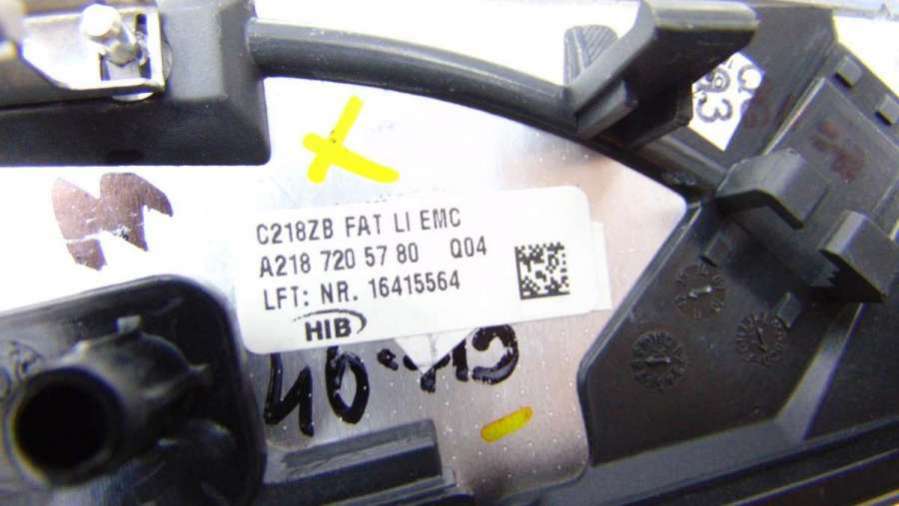 C218ZB FAT LI EMC
A218 720 57 80 Q04
LFT: NR. 16415564
HIB